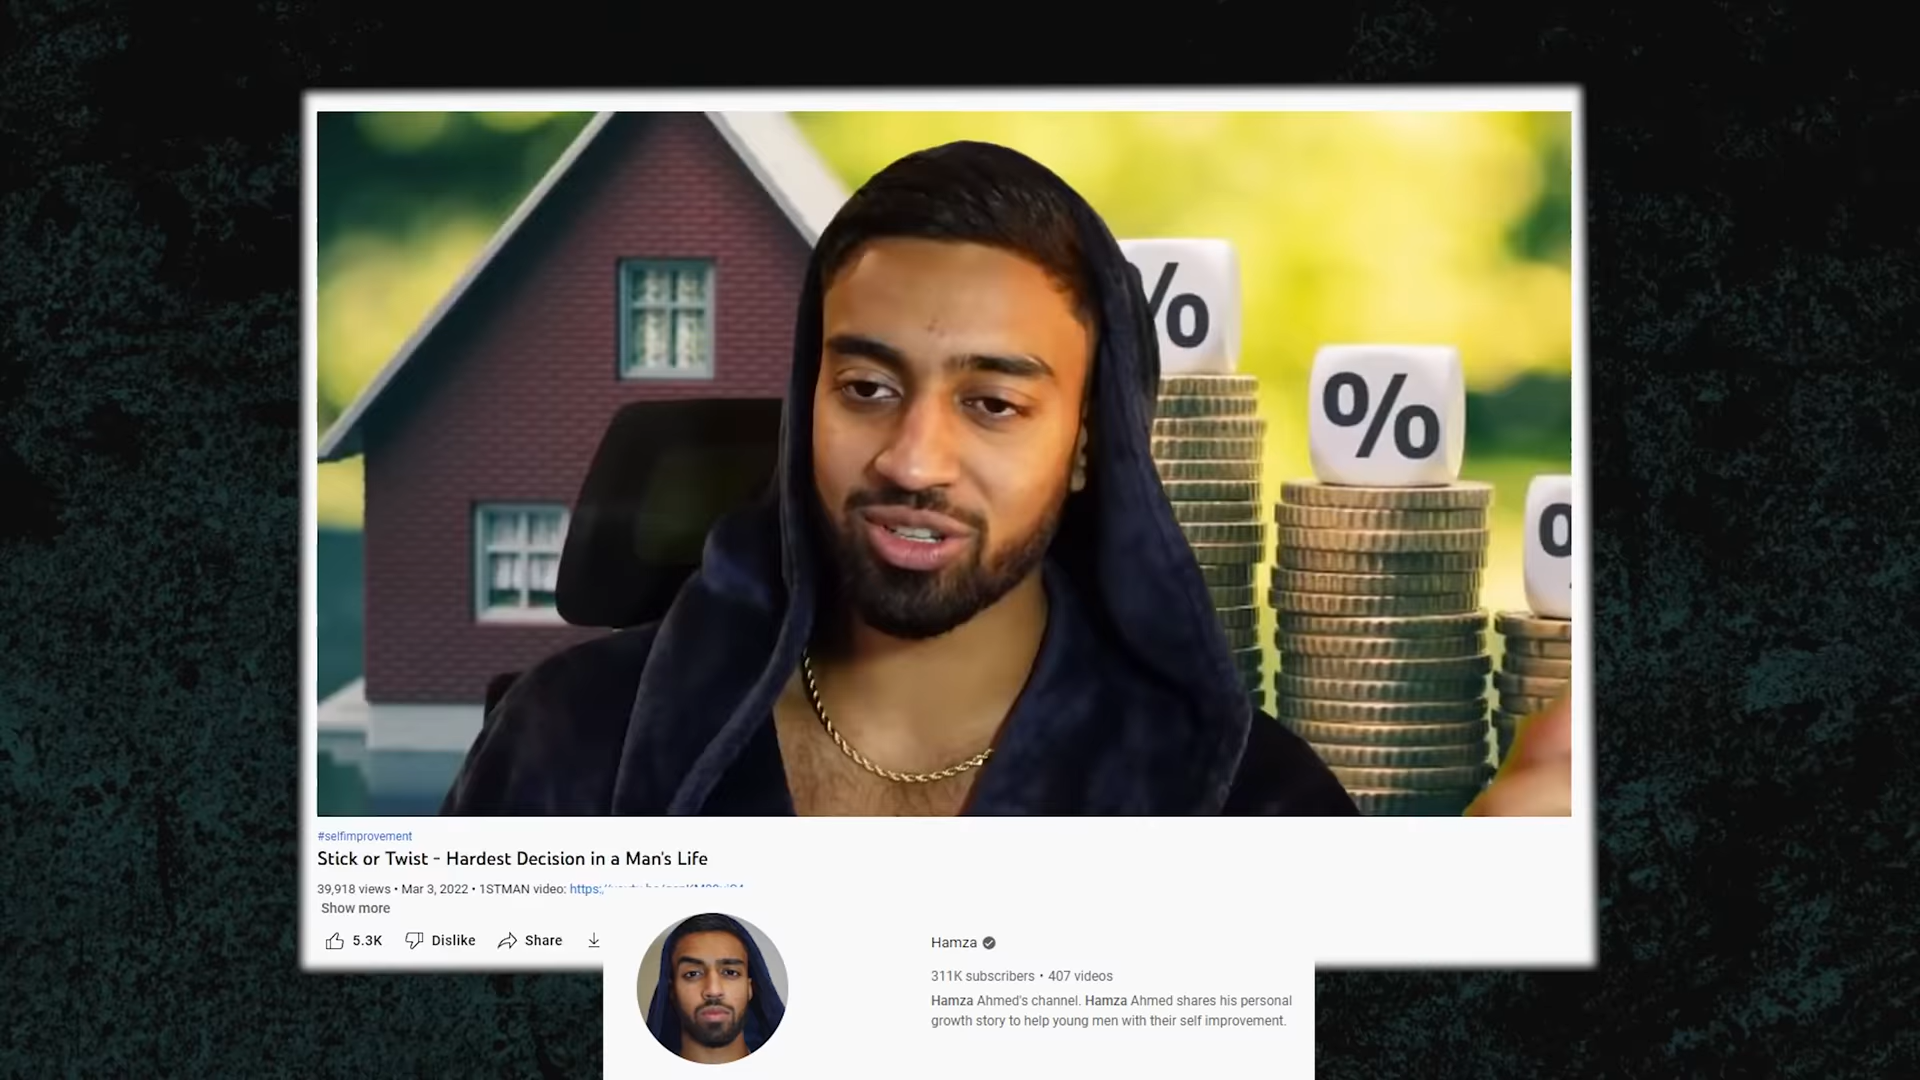 %
%
%
#selfimprovement
Stick or Twist - Hardest Decision in a Man's Life
39,918 views • Mar 3, 2022 • 1STMAN video: https:
Show more
5.3K Dislike Share
Hamza
311K subscribers • 407 videos
Hamza Ahmed's channel. Hamza Ahmed shares his personal
growth story to help young men with their self improvement.